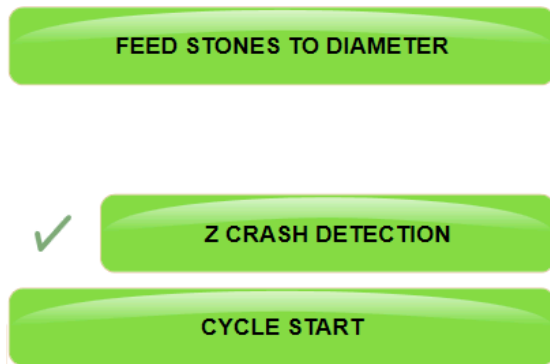 FEED STONES TO DIAMETER
Z CRASH DETECTION
CYCLE START